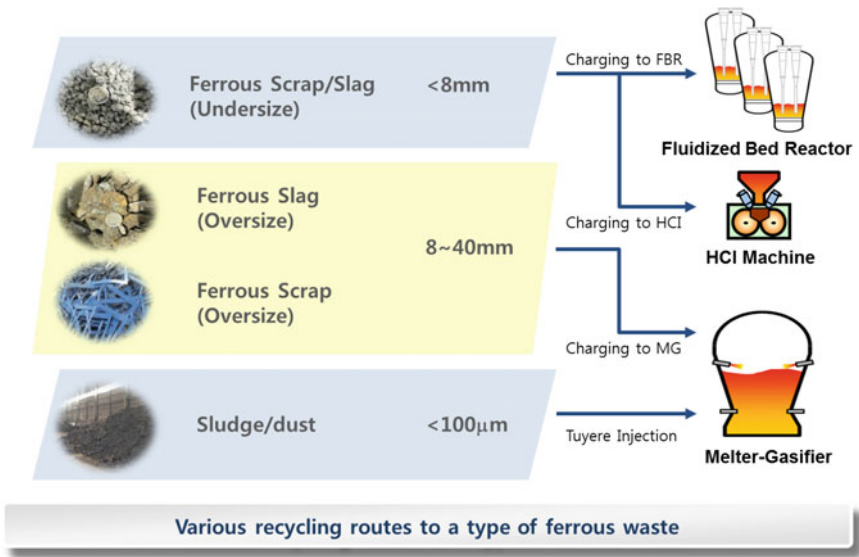 Ferrous Scrap/Slag <8mm
(Undersize)
Charging to FBR
Fluidized Bed Reactor
Ferrous Slag
(Oversize)
8~40mm
Ferrous Scrap
(Oversize)
Charging to HCI
HCI Machine
Charging to MG
Sludge/dust <100μm
Tuyere Injection
Melter-Gasifier
Various recycling routes to a type of ferrous waste